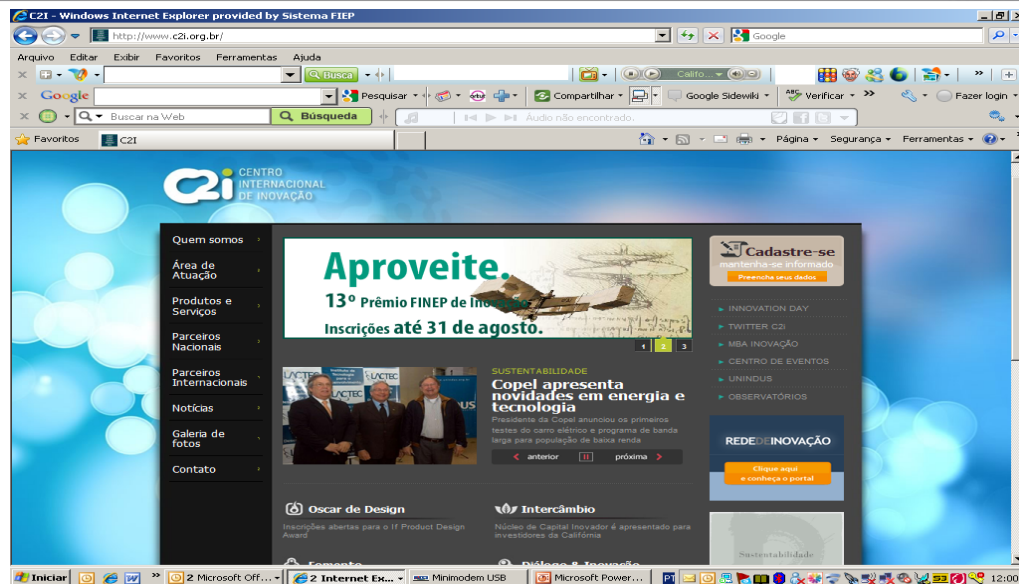 C2I - Windows Internet Explorer provided by Sistema FIEP
http://www.c2i.org.br/
Google
Arquivo Editar Exibir Favoritos Ferramentas Ajuda
Busca
Califo...
Google
Pesquisar
Compartilhar
Google Sidewiki
Verificar
Fazer login
Buscar na Web
Búsqueda
Audio não encontrado.
Favoritos
C2I
Página
Segurança
Ferramentas
C2i CENTRO
INTERNACIONAL
DE INOVAÇÃO
Quem somos
Área de
Atuação
Produtos e
Serviços
Parceiros
Nacionais
Parceiros
Internacionais
Notícias
Galeria de
fotos
Contato
Aproveite.
13º Prêmio FINEP de Inovação
Inscrições até 31 de agosto.
1 2 3
LACTEC
LACTEC
SUSTENTABILIDADE
Copel apresenta
novidades em energia e
tecnologia
Presidente da Copel anunciou os primeiros
testes do carro elétrico e programa de banda
larga para população de baixa renda
anterior
próxima
Oscar de Design
Inscrições abertas para o If Product Design
Award
Intercâmbio
Núcleo de Capital Inovador é apresentado para
investidores da Califórnia
Fomento
Diálogo & Inovação
Cadastre-se
mantenha-se informado
Preencha seus dados
INNOVATION DAY
TWITTER C2i
MBA INOVAÇÃO
CENTRO DE EVENTOS
UNINDUS
OBSERVATÓRIOS
REDEDEINOVAÇÃO
Clique aqui
e conheça o portal
Sustentabilidade
Iniciar
2 Microsoft Off...
2 Internet Ex...
Minimodem USB
Microsoft Power...
PT
12:00